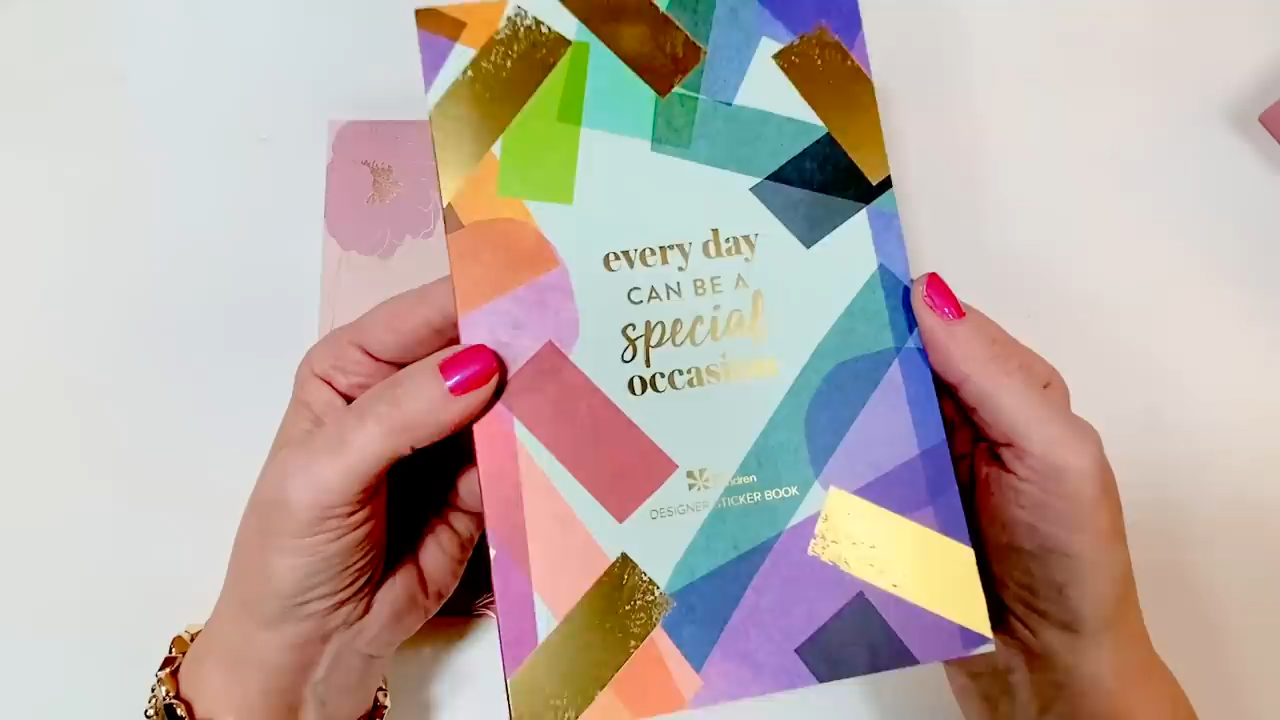 every day
CAN BE A
special
occasion
DESIGNER STICKER BOOK